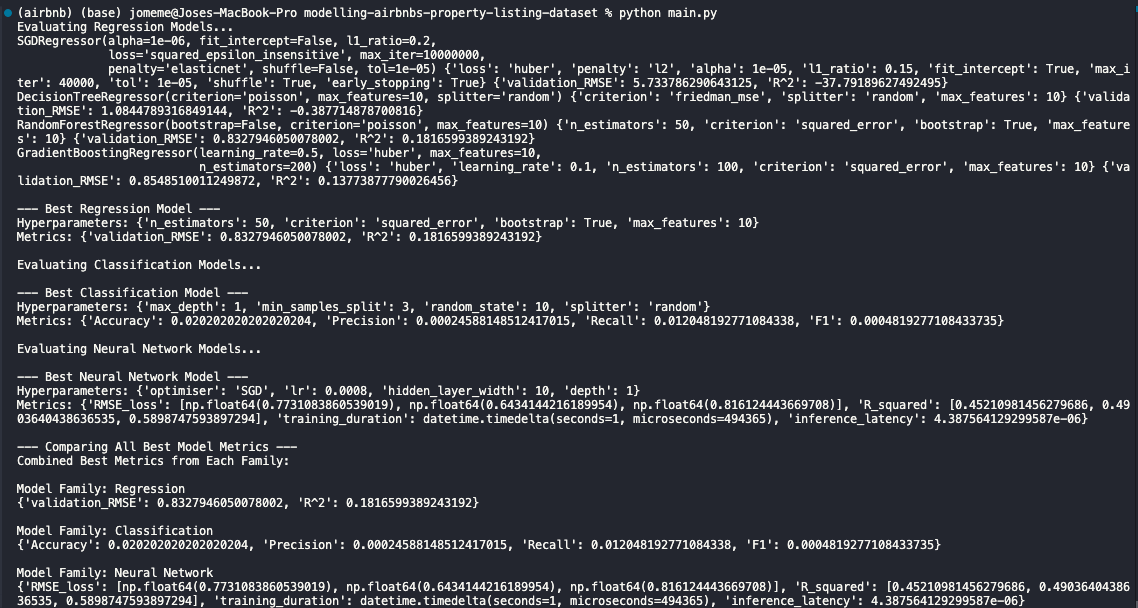 (airbnb) (base) jomeme@Joses-MacBook-Pro modelling-airbnbs-property-listing-dataset % python main.py
Evaluating Regression Models...
SGDRegressor(alpha=1e-06, fit_intercept=False, l1_ratio=0.2,
             loss='squared_epsilon_insensitive', max_iter=10000000,
             penalty='elasticnet', shuffle=False, tol=1e-05) {'loss': 'huber', 'penalty': 'l2', 'alpha': 1e-05, 'l1_ratio': 0.15, 'fit_intercept': True, 'max_i
ter': 40000, 'tol': 1e-05, 'shuffle': True, 'early_stopping': True} {'validation_RMSE': 5.733786290643125, 'R^2': -37.79189627492495}
DecisionTreeRegressor(criterion='poisson', max_features=10, splitter='random') {'criterion': 'friedman_mse', 'splitter': 'random', 'max_features': 10} {'valida
tion_RMSE': 1.0844789316849144, 'R^2': -0.387714878700816}
RandomForestRegressor(bootstrap=False, criterion='poisson', max_features=10) {'n_estimators': 50, 'criterion': 'squared_error', 'bootstrap': True, 'max_feature
s': 10} {'validation_RMSE': 0.8327946050078002, 'R^2': 0.1816599389243192}
GradientBoostingRegressor(learning_rate=0.5, loss='huber', max_features=10,
                          n_estimators=200) {'loss': 'huber', 'learning_rate': 0.1, 'n_estimators': 100, 'criterion': 'squared_error', 'max_features': 10} {'va
lidation_RMSE': 0.8548510011249872, 'R^2': 0.13773877790026456}

--- Best Regression Model ---
Hyperparameters: {'n_estimators': 50, 'criterion': 'squared_error', 'bootstrap': True, 'max_features': 10}
Metrics: {'validation_RMSE': 0.8327946050078002, 'R^2': 0.1816599389243192}

Evaluating Classification Models...

--- Best Classification Model ---
Hyperparameters: {'max_depth': 1, 'min_samples_split': 3, 'random_state': 10, 'splitter': 'random'}
Metrics: {'Accuracy': 0.020202020202020204, 'Precision': 0.00024588148512417015, 'Recall': 0.012048192771084338, 'F1': 0.0004819277108433735}

Evaluating Neural Network Models...

--- Best Neural Network Model ---
Hyperparameters: {'optimiser': 'SGD', 'lr': 0.0008, 'hidden_layer_width': 10, 'depth': 1}
Metrics: {'RMSE_loss': [np.float64(0.7731083860539019), np.float64(0.6434144216189954), np.float64(0.816124443669708)], 'R_squared': [0.45210981456279686, 0.49
03640438636535, 0.5898747593897294], 'training_duration': datetime.timedelta(seconds=1, microseconds=494365), 'inference_latency': 4.387564129299587e-06}

--- Comparing All Best Model Metrics ---
Combined Best Metrics from Each Family:

Model Family: Regression
{'validation_RMSE': 0.8327946050078002, 'R^2': 0.1816599389243192}

Model Family: Classification
{'Accuracy': 0.020202020202020204, 'Precision': 0.00024588148512417015, 'Recall': 0.012048192771084338, 'F1': 0.0004819277108433735}

Model Family: Neural Network
{'RMSE_loss': [np.float64(0.7731083860539019), np.float64(0.6434144216189954), np.float64(0.816124443669708)], 'R_squared': [0.45210981456279686, 0.49036404386
36535, 0.5898747593897294], 'training_duration': datetime.timedelta(seconds=1, microseconds=494365), 'inference_latency': 4.387564129299587e-06}